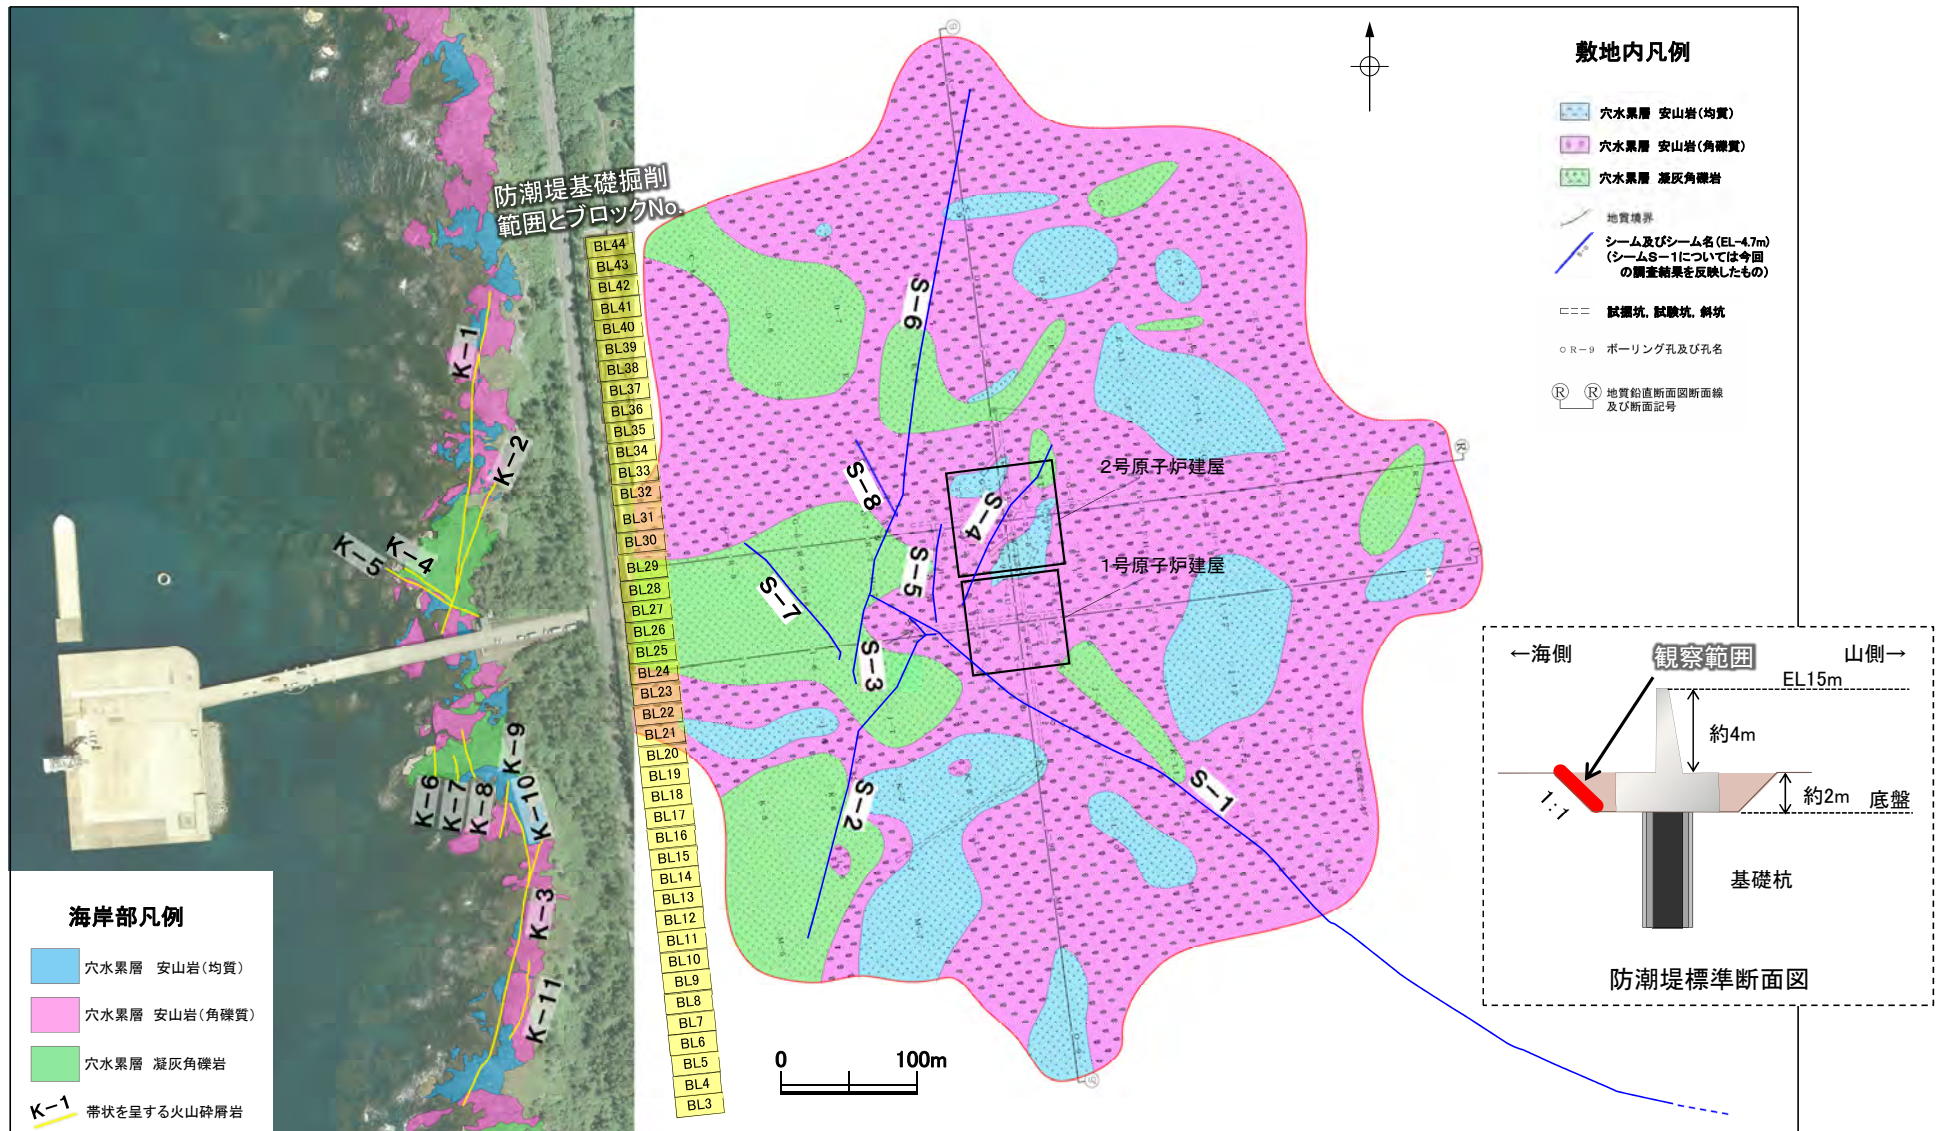 防潮堤基礎掘削
範囲とブロックNo.
BL44
BL43
BL42
BL41
BL40
BL39
BL38
BL37
BL36
BL35
BL34
BL33
BL32
BL31
BL30
BL29
BL28
BL27
BL26
BL25
BL24
BL23
BL22
BL21
BL20
BL19
BL18
BL17
BL16
BL15
BL14
BL13
BL12
BL11
BL10
BL9
BL8
BL7
BL6
BL5
BL4
BL3
K-1
K-2
K-4
K-5
K-9
K-10
K-6
K-7
K-8
K-3
K-11
S-6
S-8
S-4
S-5
S-7
S-3
S-2
S-1
2号原子炉建屋
1号原子炉建屋
0 100m
敷地内凡例
穴水累層 安山岩(均質)
穴水累層 安山岩(角礫質)
穴水累層 凝灰角礫岩
地質境界
シーム及びシーム名(EL-4.7m)
(シームS-1については今回
の調査結果を反映したもの)
試掘坑, 試験坑, 斜坑
R-9 ボーリング孔及び孔名
Ⓡ Ⓡ 地質鉛直断面図断面線
及び断面記号
Ⓡ
←海側 観察範囲 山側→
EL15m
約4m
約2m 底盤
1:1
基礎杭
防潮堤標準断面図
海岸部凡例
穴水累層 安山岩(均質)
穴水累層 安山岩(角礫質)
穴水累層 凝灰角礫岩
K-1 帯状を呈する火山砕屑岩